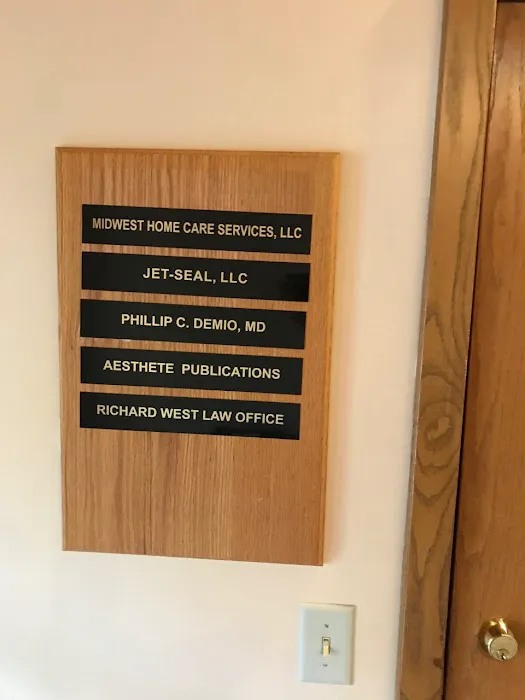 MIDWEST HOME CARE SERVICES, LLC
JET-SEAL, LLC
PHILLIP C. DEMIO, MD
AESTHETE PUBLICATIONS
RICHARD WEST LAW OFFICE